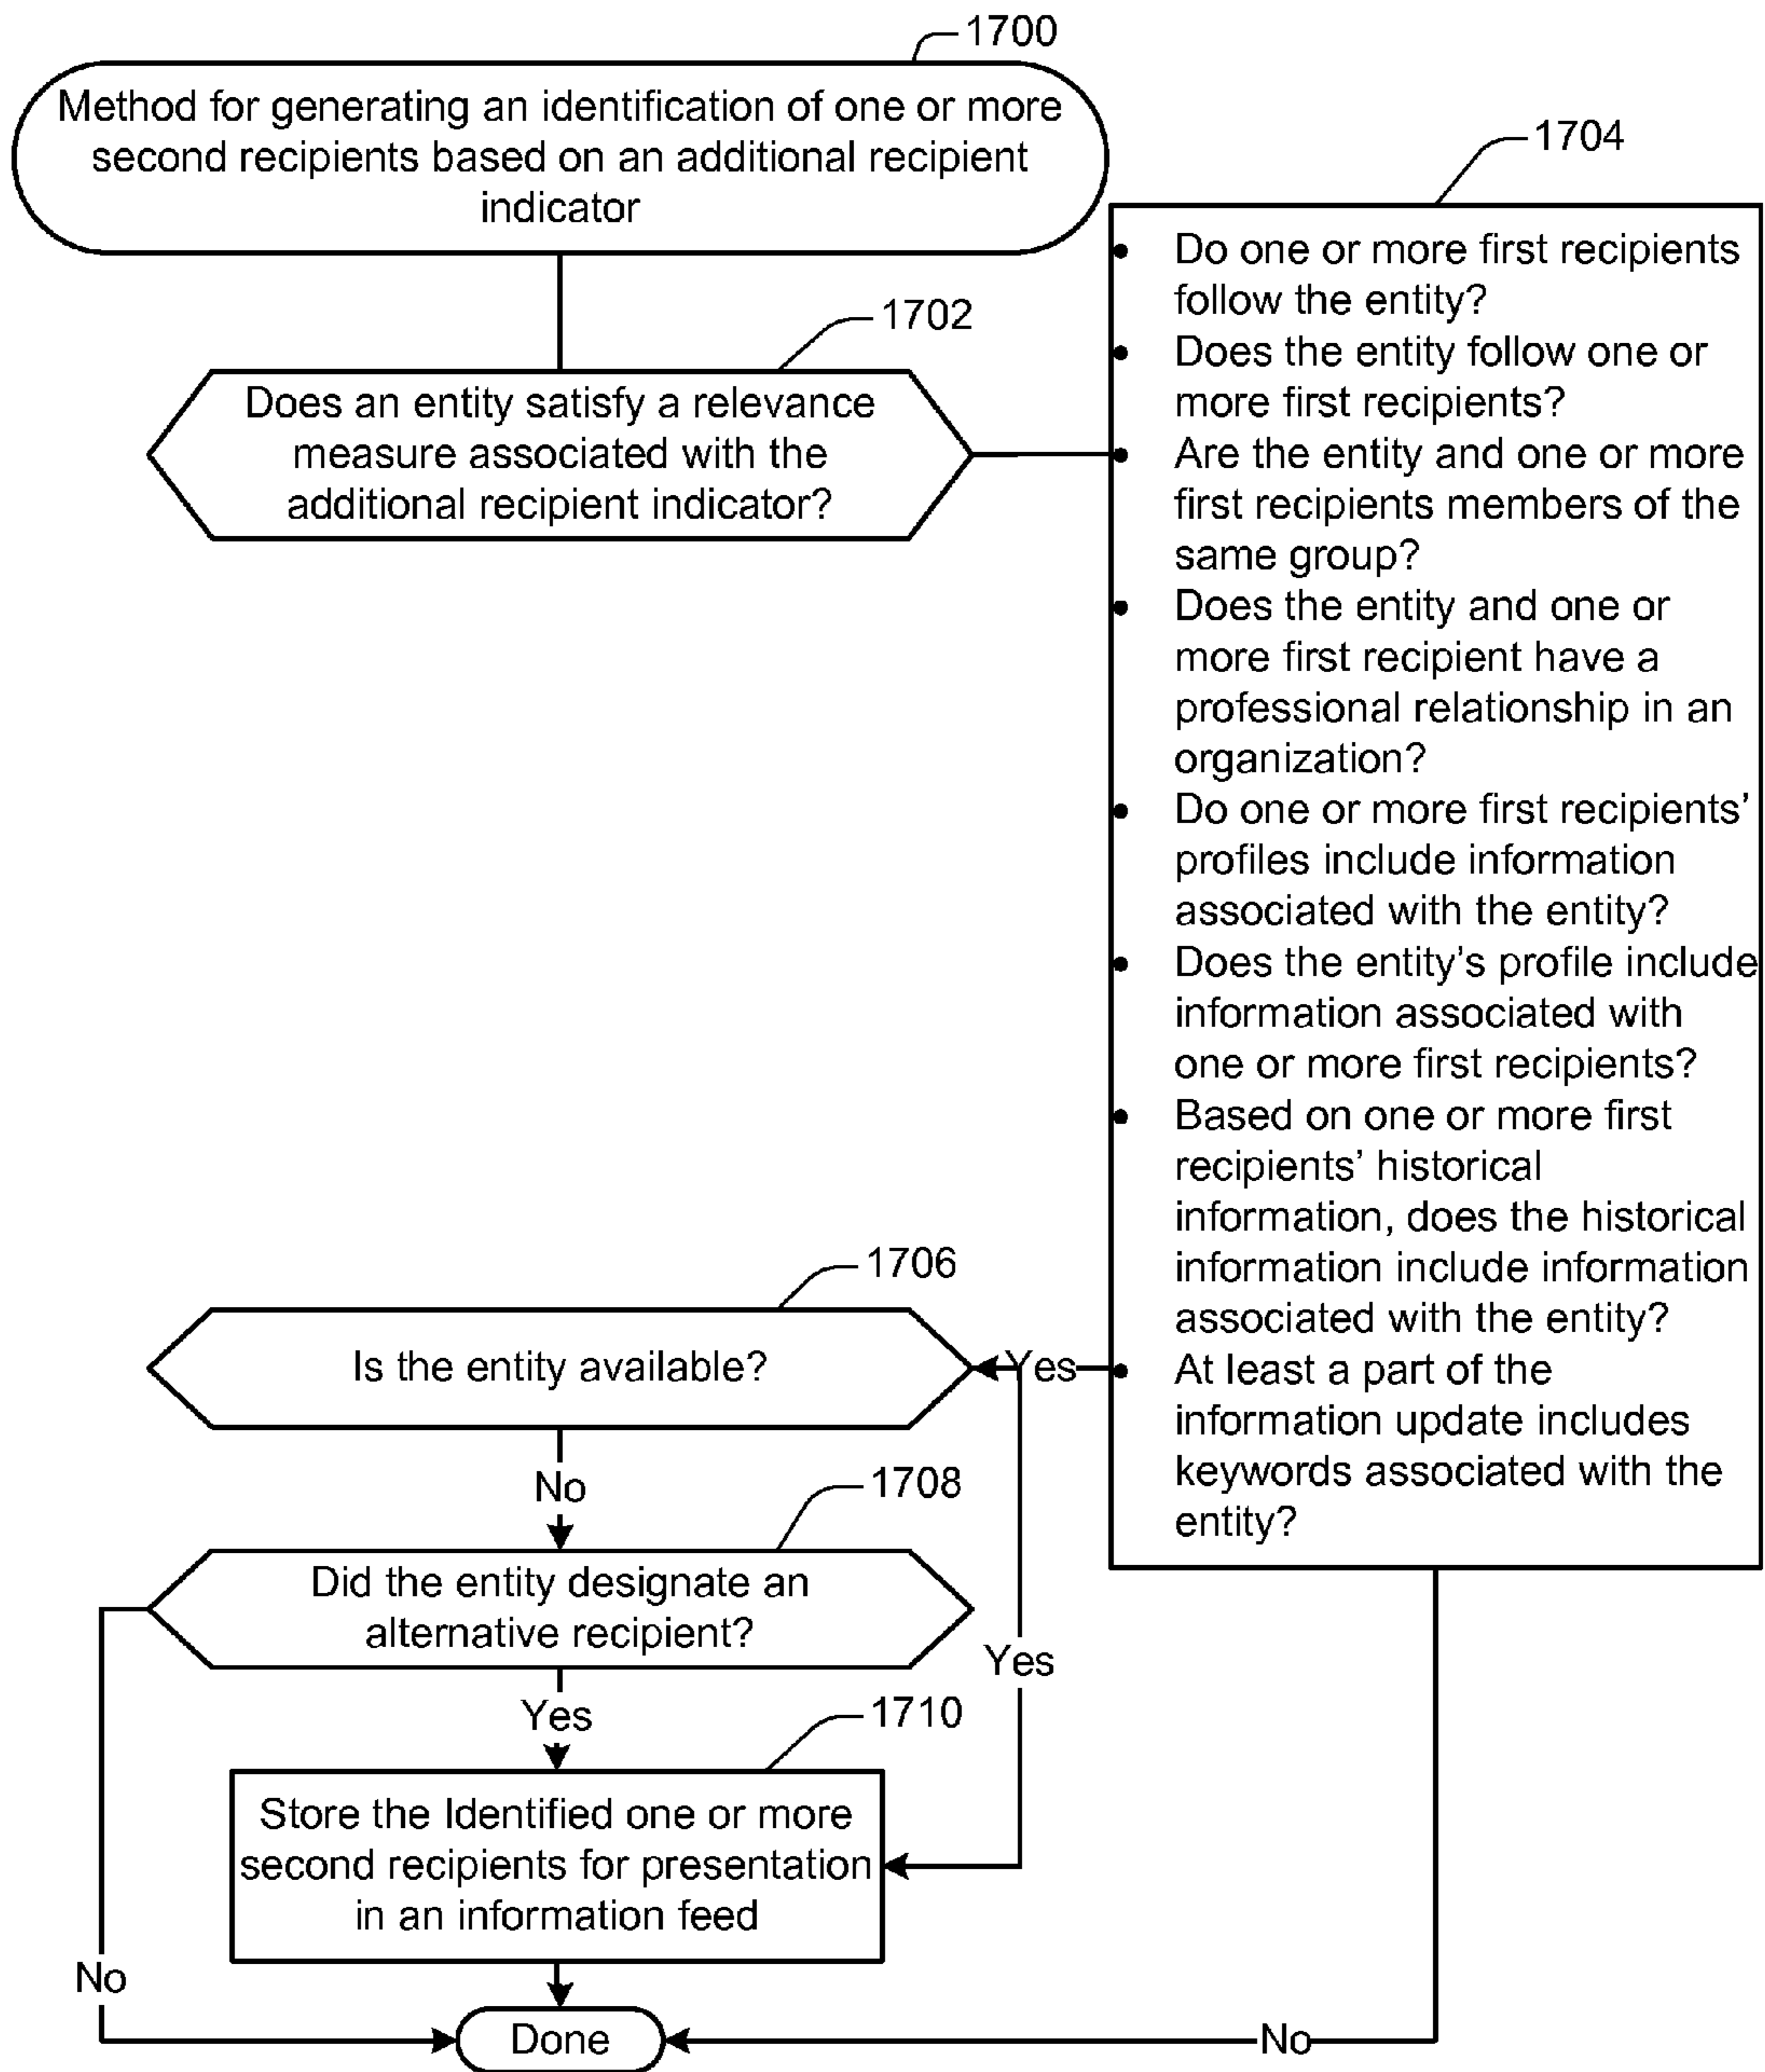 1700
Method for generating an identification of one or more
second recipients based on an additional recipient
indicator
1702
Does an entity satisfy a relevance
measure associated with the
additional recipient indicator?
1704
• Do one or more first recipients
follow the entity?
• Does the entity follow one or
more first recipients?
• Are the entity and one or more
first recipients members of the
same group?
• Does the entity and one or
more first recipient have a
professional relationship in an
organization?
• Do one or more first recipients’
profiles include information
associated with the entity?
• Does the entity’s profile include
information associated with
one or more first recipients?
• Based on one or more first
recipients’ historical
information, does the historical
information include information
associated with the entity?
• At least a part of the
information update includes
keywords associated with the
entity?
Yes
1706
Is the entity available?
No
1708
Did the entity designate an
alternative recipient?
Yes
Yes
1710
Store the Identified one or more
second recipients for presentation
in an information feed
No
Done
No